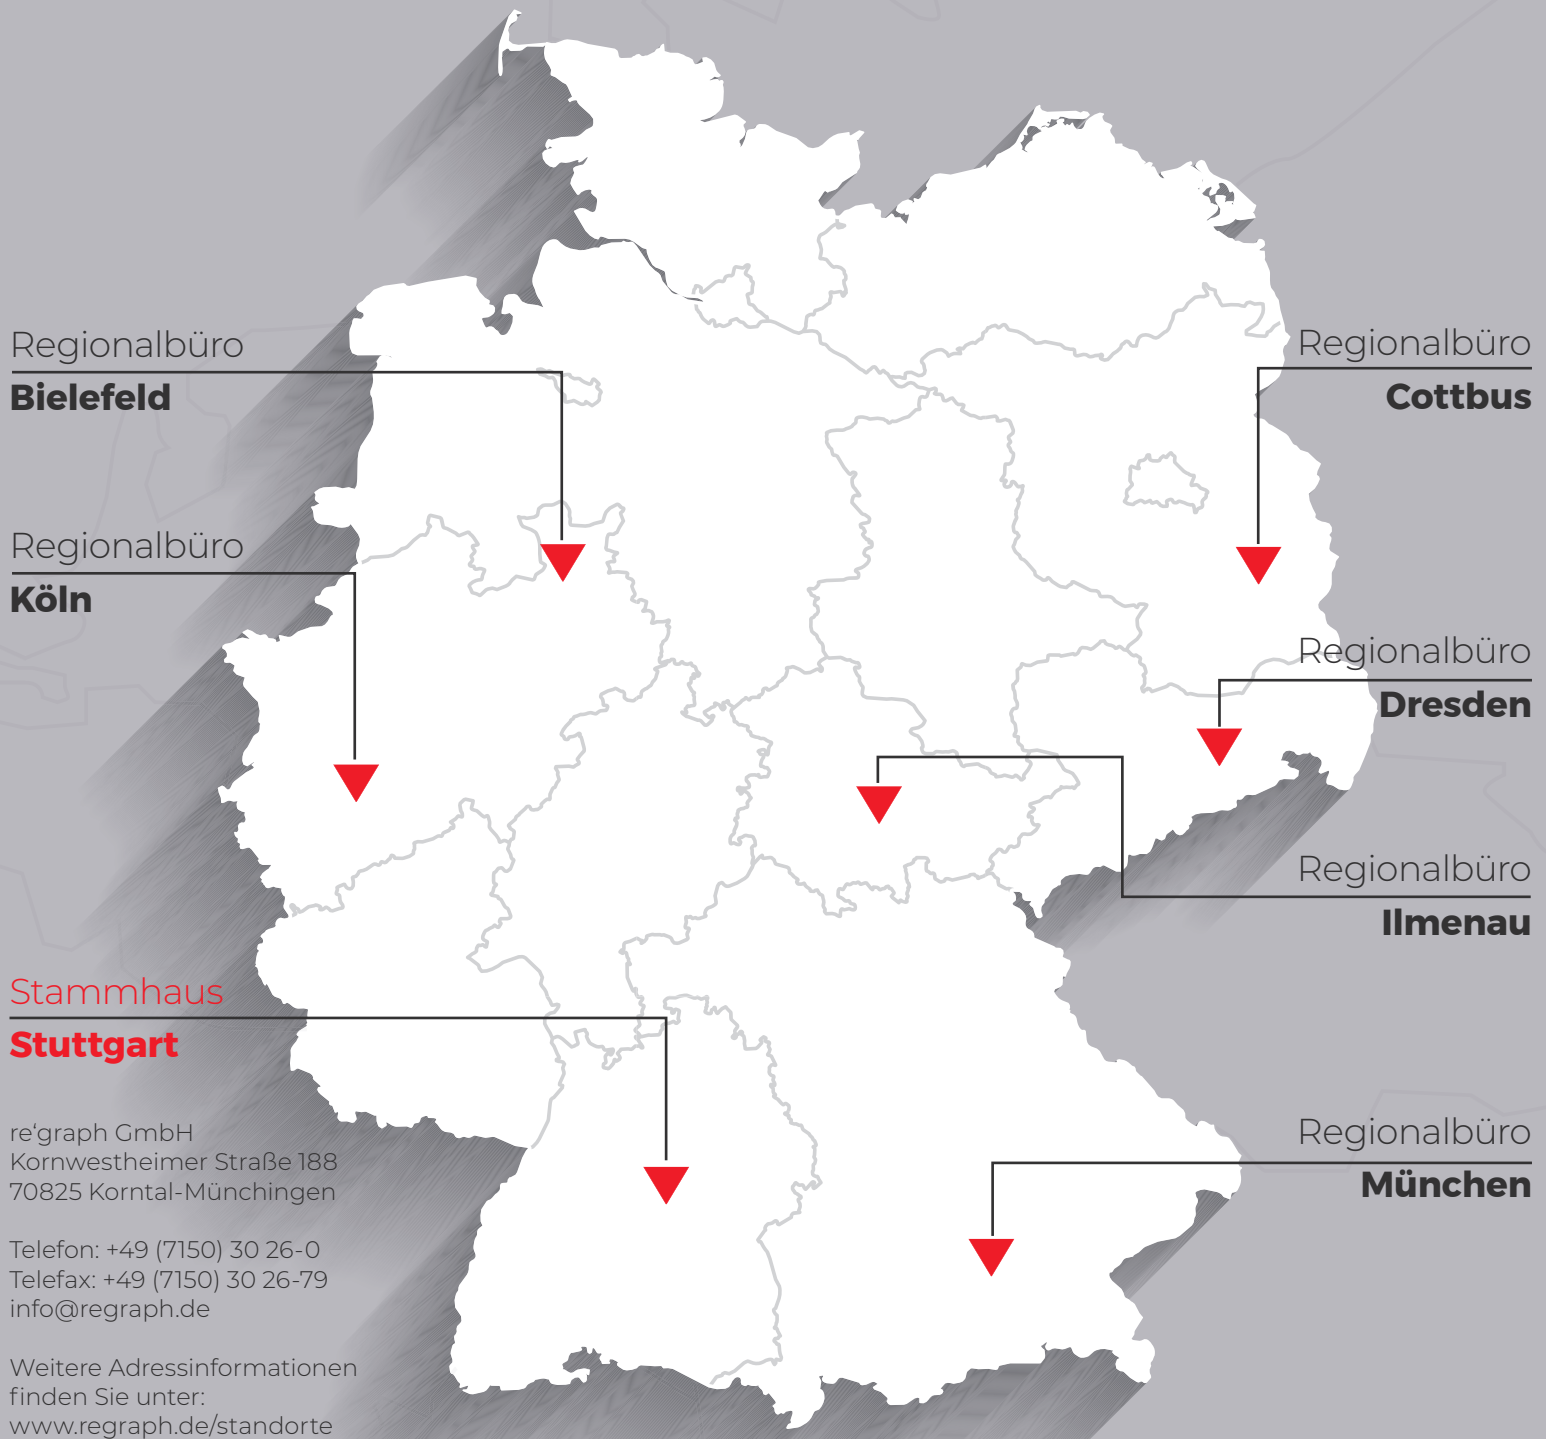 Regionalbüro
Bielefeld
Regionalbüro
Köln
Stammhaus
Stuttgart
re‘graph GmbH
Kornwestheimer Straße 188
70825 Korntal-Münchingen
Telefon: +49 (7150) 30 26-0
Telefax: +49 (7150) 30 26-79
info@regraph.de
Weitere Adressinformationen
finden Sie unter:
www.regraph.de/standorte
Regionalbüro
Cottbus
Regionalbüro
Dresden
Regionalbüro
Ilmenau
Regionalbüro
München